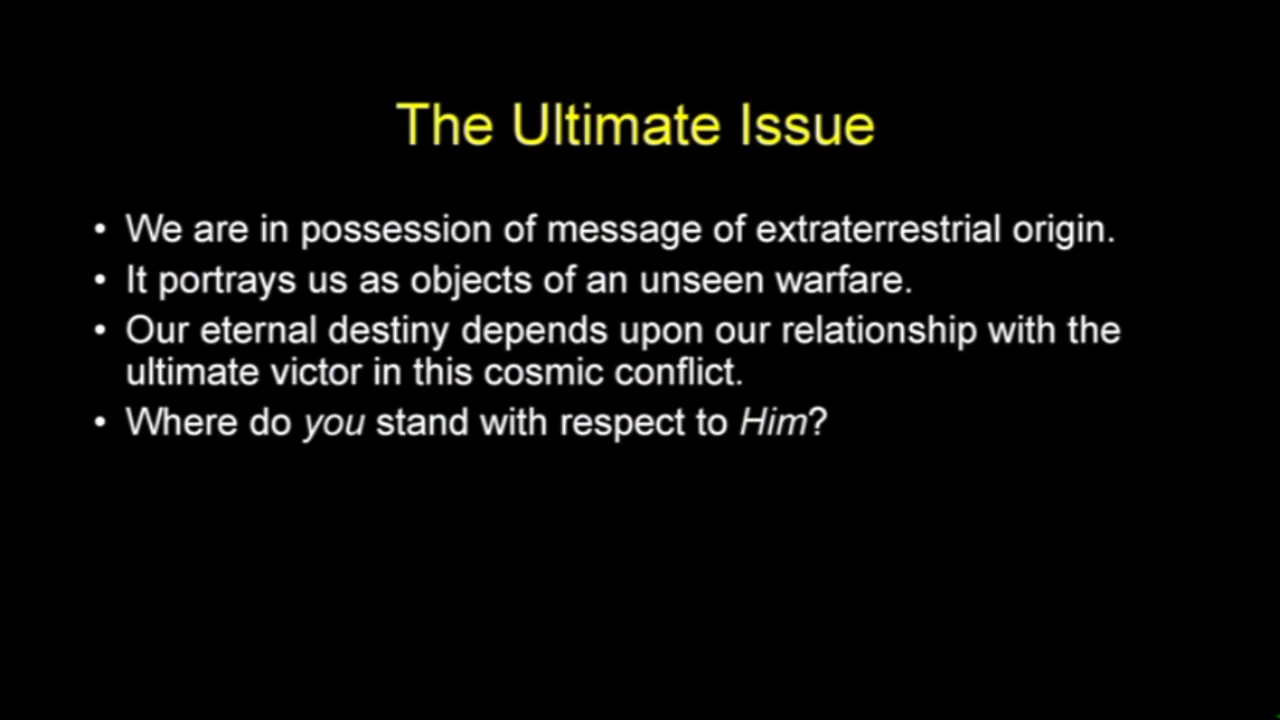 The Ultimate Issue
• We are in possession of message of extraterrestrial origin.
• It portrays us as objects of an unseen warfare.
• Our eternal destiny depends upon our relationship with the
ultimate victor in this cosmic conflict.
• Where do you stand with respect to Him?